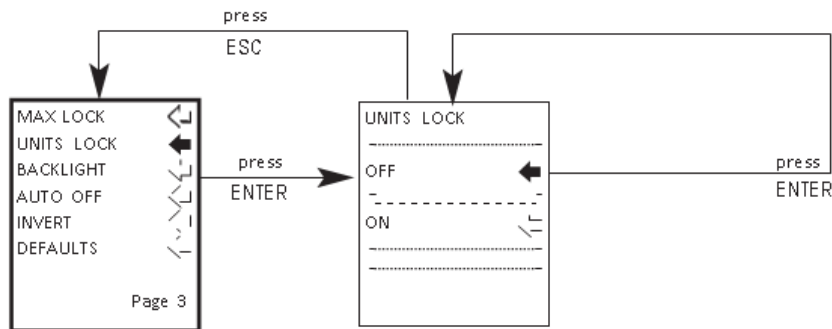 press
ESC
MAX LOCK
UNITS LOCK
BACKLIGHT
AUTO OFF
INVERT
DEFAULTS
Page 3
press
ENTER
UNITS LOCK
OFF
ON
press
ENTER